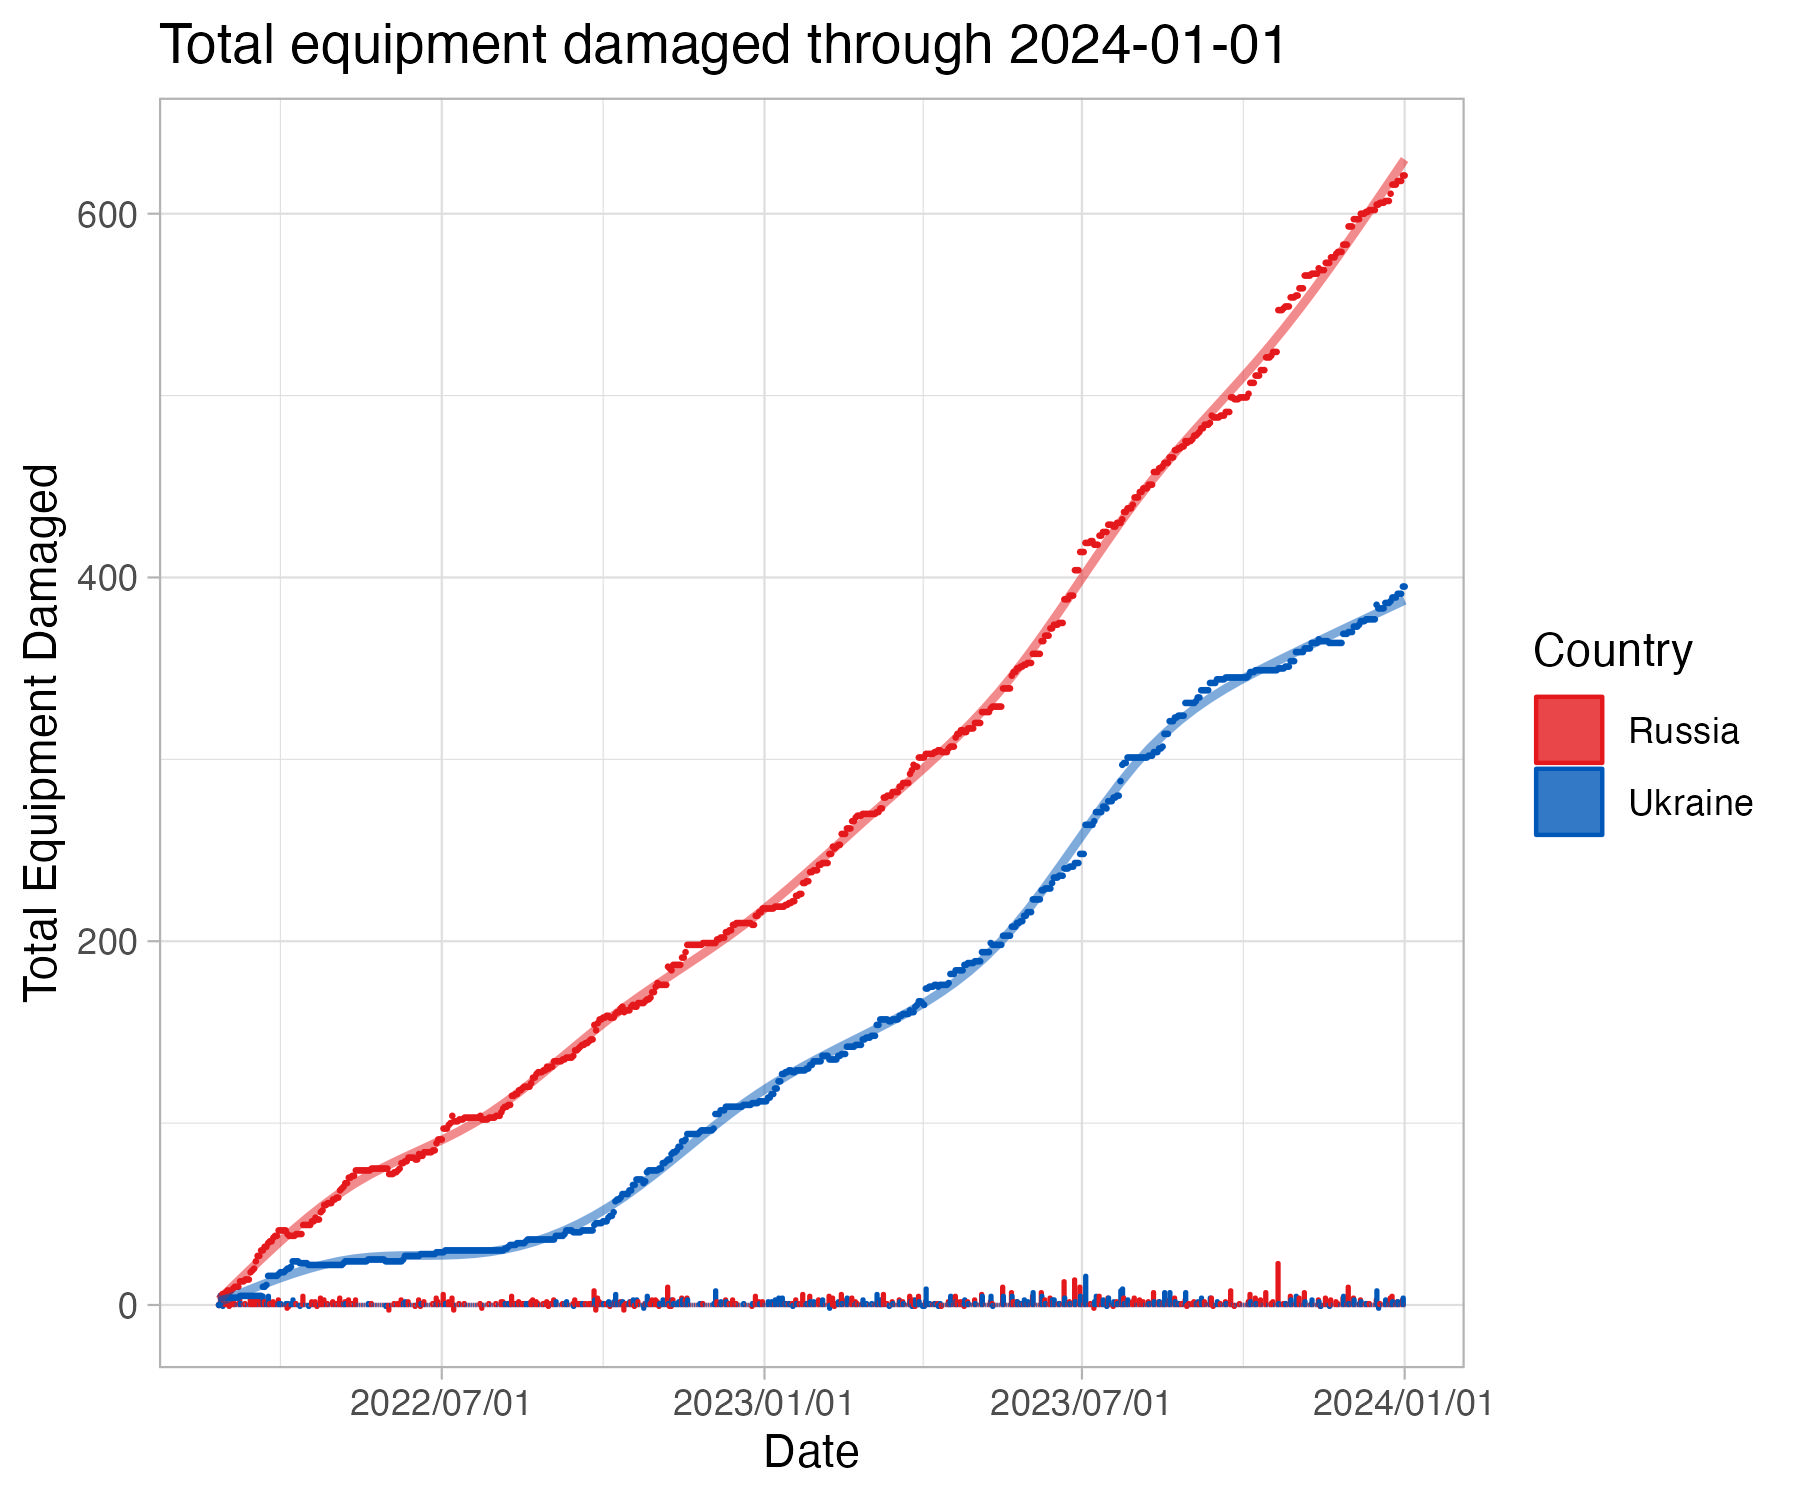 Total equipment damaged through 2024-01-01
Total Equipment Damaged
600
400
200
0
2022/07/01
2023/01/01
2023/07/01
2024/01/01
Date
Country
Russia
Ukraine